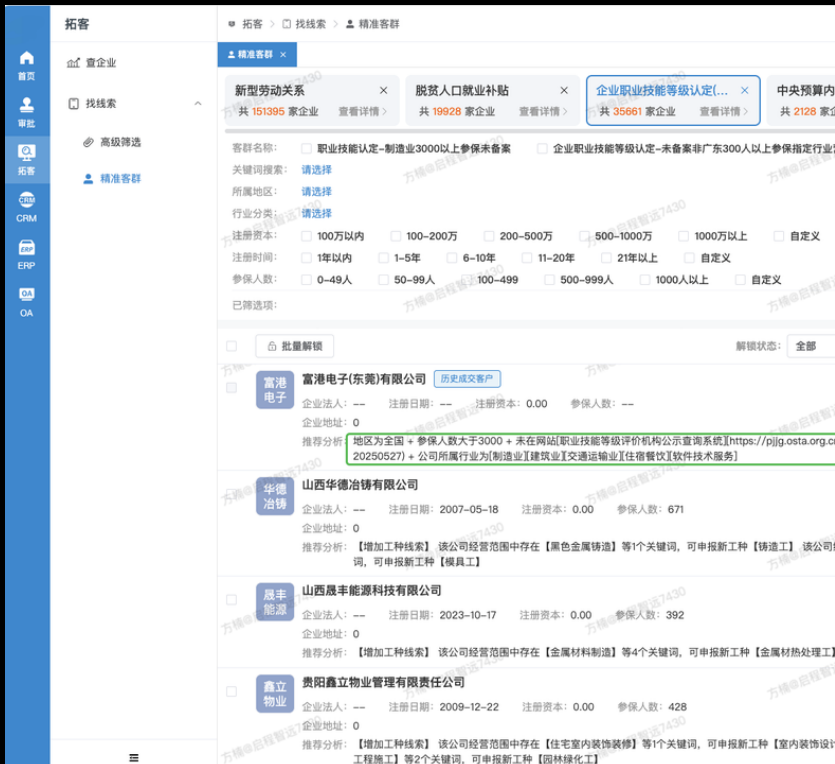 拓客
拓客 > 找线索 > 精准客群
首页
审批
拓客
CRM
CRM
ERP
ERP
OA
OA
查企业
找线索
高级筛选
精准客群
精准客群 ×
新型劳动关系 ×
共 151395 家企业 查看详情 >
脱贫人口就业补贴 ×
共 19928 家企业 查看详情 >
企业职业技能等级认定(... ×
共 35661 家企业 查看详情 >
中央预算内
共 2128 家企
客群名称: 职业技能认定-制造业3000以上参保未备案 企业职业技能等级认定-未备案非广东300人以上参保指定行业
关键词搜索: 请选择
所属地区: 请选择
行业分类: 请选择
注册资本: 100万以内 100-200万 200-500万 500-1000万 1000万以上 自定义
注册时间: 1年以内 1-5年 6-10年 11-20年 21年以上 自定义
参保人数: 0-49人 50-99人 100-499 500-999人 1000人以上 自定义
已筛选项:
批量解锁 解锁状态: 全部
富港电子
富港电子(东莞)有限公司 历史成交客户
企业法人: -- 注册日期: -- 注册资本: 0.00 参保人数: --
企业地址: 0
推荐分析: 地区为全国 + 参保人数大于3000 + 未在网站[职业技能等级评价机构公示查询系统][https://pjjg.osta.org.c
20250527) + 公司所属行业为[制造业][建筑业][交通运输业][住宿餐饮][软件技术服务]
华德冶铸
山西华德冶铸有限公司
企业法人: -- 注册日期: 2007-05-18 注册资本: 0.00 参保人数: 671
企业地址: 0
推荐分析: 【增加工种线索】 该公司经营范围中存在【黑色金属铸造】等1个关键词, 可申报新工种【铸造工】 该公司
词, 可申报新工种【模具工】
晟丰能源
山西晟丰能源科技有限公司
企业法人: -- 注册日期: 2023-10-17 注册资本: 0.00 参保人数: 392
企业地址: 0
推荐分析: 【增加工种线索】 该公司经营范围中存在【金属材料制造】等4个关键词, 可申报新工种【金属材热处理工】
鑫立物业
贵阳鑫立物业管理有限责任公司
企业法人: -- 注册日期: 2009-12-22 注册资本: 0.00 参保人数: 428
企业地址: 0
推荐分析: 【增加工种线索】 该公司经营范围中存在【住宅室内装饰装修】等1个关键词, 可申报新工种【室内装饰设
工程施工】等2个关键词, 可申报新工种【园林绿化工】
方楠@启程智远7430